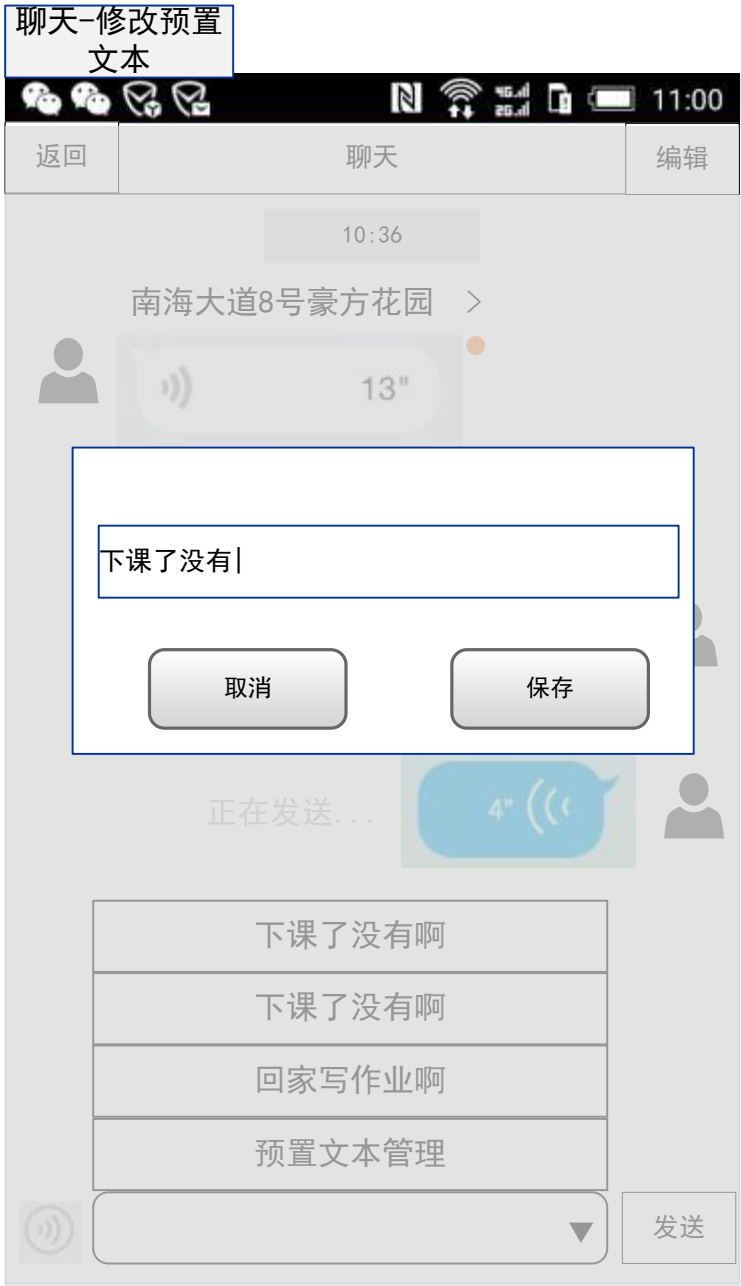 聊天-修改预置
文本
4G 2G 11:00
返回 聊天 编辑
10:36
南海大道8号豪方花园 >
13"
下课了没有|
取消 保存
正在发送... 4"
下课了没有啊
下课了没有啊
回家写作业啊
预置文本管理
发送